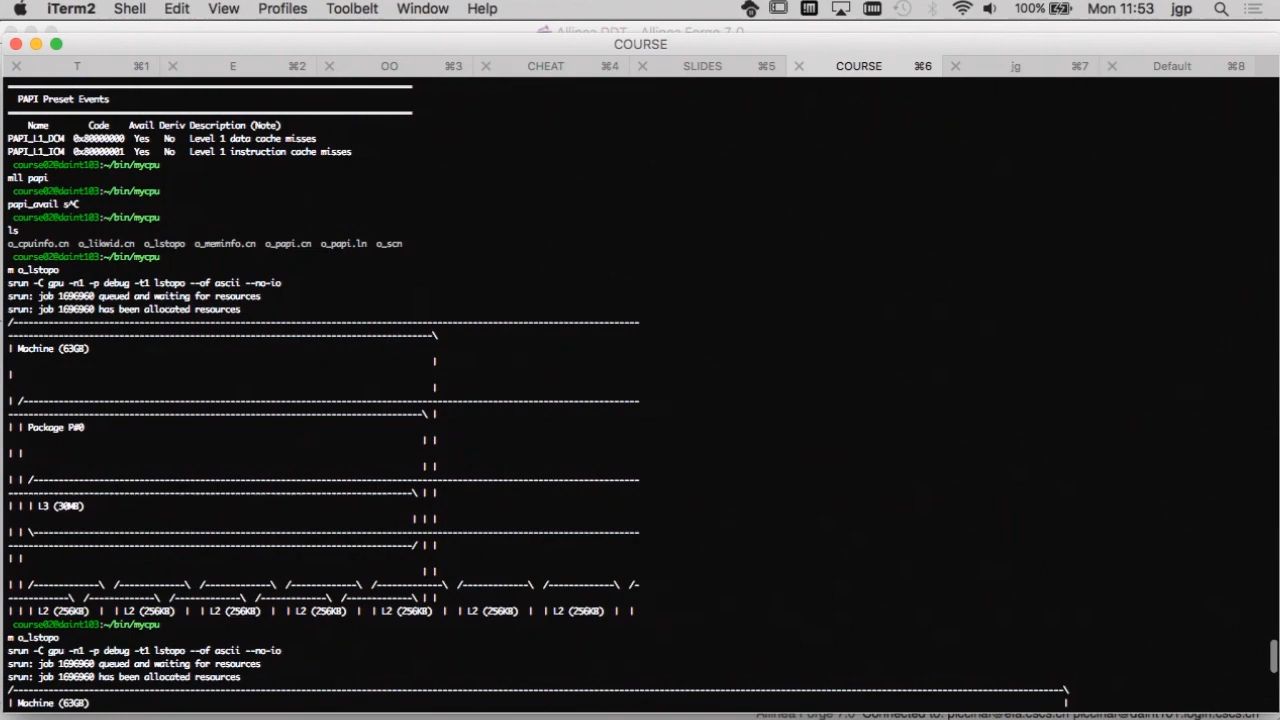 iTerm2 Shell Edit View Profiles Toolbelt Window Help 100% Mon 11:53 jgp
COURSE
T ⌘1 E ⌘2 OO ⌘3 CHEAT ⌘4 SLIDES ⌘5 COURSE ⌘6 jg ⌘7 Default ⌘8
PAPI Preset Events
Name Code Avail Deriv Description (Note)
PAPI_L1_DCM 0x80000000 Yes No Level 1 data cache misses
PAPI_L1_ICM 0x80000001 Yes No Level 1 instruction cache misses
course02@daint103:~/bin/mycpu
mll papi
course02@daint103:~/bin/mycpu
papi_avail s^C
course02@daint103:~/bin/mycpu
ls
o_cpuinfo.cn o_likwid.cn o_lstopo o_meminfo.cn o_papi.cn o_papi.ln o_scn
course02@daint103:~/bin/mycpu
m o_lstopo
srun -C gpu -n1 -p debug -t1 lstopo --of ascii --no-io
srun: job 1696960 queued and waiting for resources
srun: job 1696960 has been allocated resources
| Machine (63GB)
| | Package P#0
| | | L3 (30MB)
| | | L2 (256KB) | | L2 (256KB) | | L2 (256KB) | | L2 (256KB) | | L2 (256KB) | | L2 (256KB) | | L2 (256KB) | |
course02@daint103:~/bin/mycpu
m o_lstopo
srun -C gpu -n1 -p debug -t1 lstopo --of ascii --no-io
srun: job 1696960 queued and waiting for resources
srun: job 1696960 has been allocated resources
| Machine (63GB) |